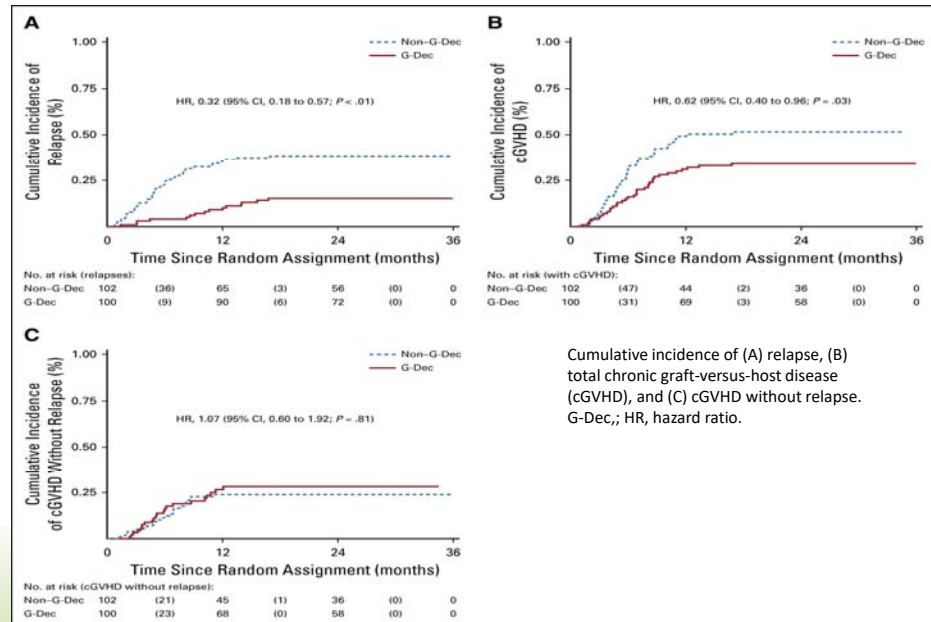 A
Cumulative Incidence of
Relapse (%)
1.00
0.75
0.50
0.25
Non–G-Dec
G-Dec
HR, 0.32 (95% CI, 0.18 to 0.57; P < .01)
0
12
24
36
Time Since Random Assignment (months)
No. at risk (relapses):
Non–G-Dec 102 (36) 65 (3) 56 (0) 0
G-Dec 100 (9) 90 (6) 72 (0) 0
B
Cumulative Incidence of
cGVHD (%)
1.00
0.75
0.50
0.25
Non–G-Dec
G-Dec
HR, 0.62 (95% CI, 0.40 to 0.96; P = .03)
0
12
24
36
Time Since Random Assignment (months)
No. at risk (with cGVHD):
Non–G-Dec 102 (47) 44 (2) 36 (0) 0
G-Dec 100 (31) 69 (3) 58 (0) 0
C
Cumulative Incidence
of cGVHD Without Relapse (%)
1.00
0.75
0.50
0.25
Non–G-Dec
G-Dec
HR, 1.07 (95% CI, 0.60 to 1.92; P = .81)
0
12
24
36
Time Since Random Assignment (months)
No. at risk (cGVHD without relapse):
Non–G-Dec 102 (21) 45 (1) 36 (0) 0
G-Dec 100 (23) 68 (0) 58 (0) 0
Cumulative incidence of (A) relapse, (B)
total chronic graft-versus-host disease
(cGVHD), and (C) cGVHD without relapse.
G-Dec,; HR, hazard ratio.